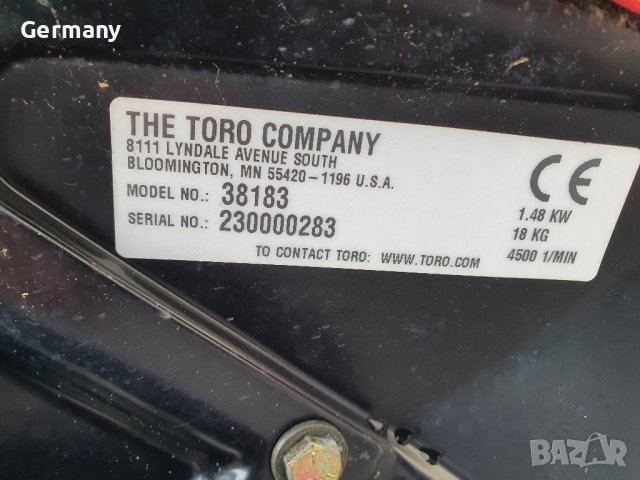 Germany
THE TORO COMPANY
8111 LYNDALE AVENUE SOUTH
BLOOMINGTON, MN 55420-1196 U.S.A.
MODEL NO.: 38183
SERIAL NO.: 230000283
TO CONTACT TORO: WWW.TORO.COM
CE
1.48 KW
18 KG
4500 1/MIN
BAZAR